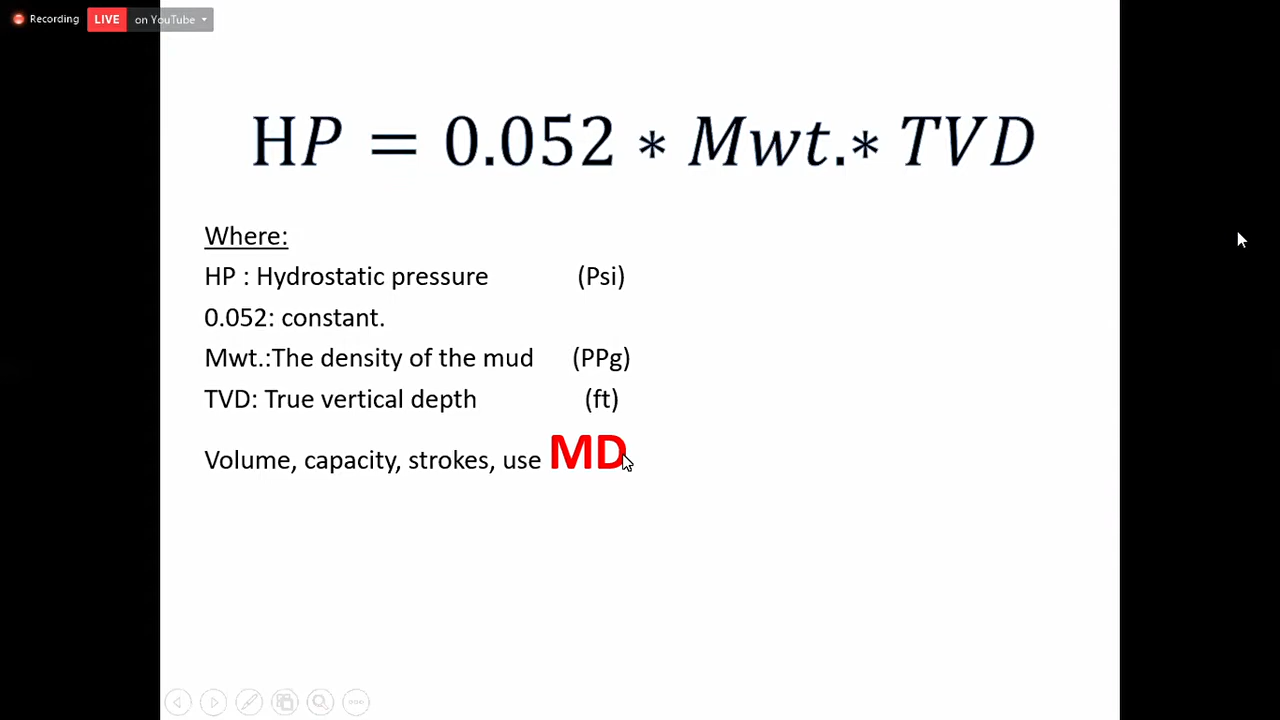 Recording LIVE on YouTube
HP = 0.052 * Mwt.* TVD
Where:
HP : Hydrostatic pressure (Psi)
0.052: constant.
Mwt.:The density of the mud (PPg)
TVD: True vertical depth (ft)
Volume, capacity, strokes, use MD